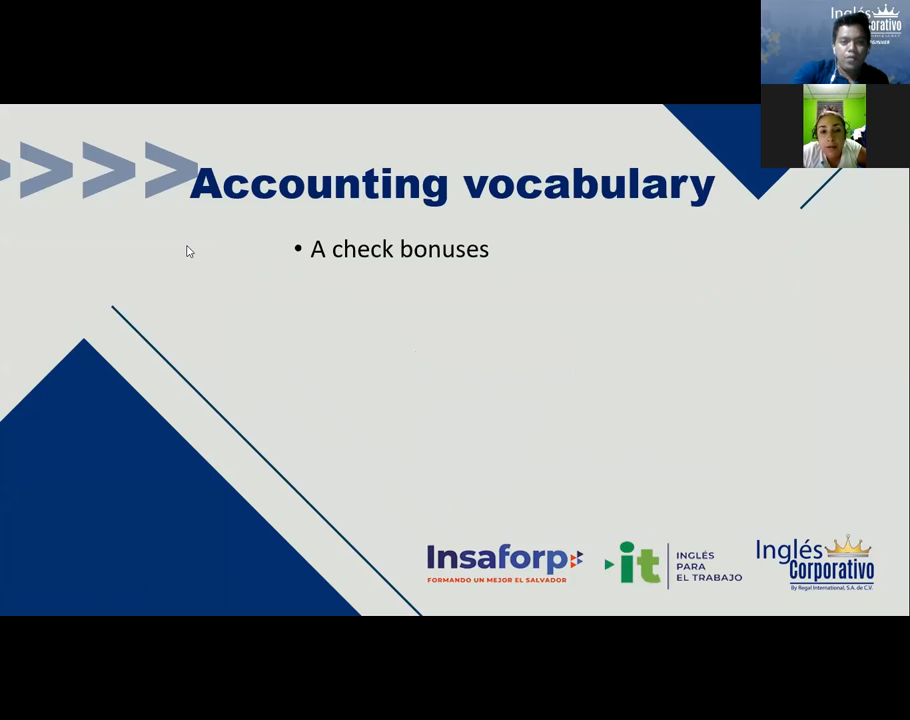 Inglés
Corporativo
>>>>
Accounting vocabulary
• A check bonuses
Insaforp
FORMANDO UN MEJOR EL SALVADOR
it
INGLÉS
PARA
EL TRABAJO
Inglés
Corporativo
By Regal International, S.A. de C.V.